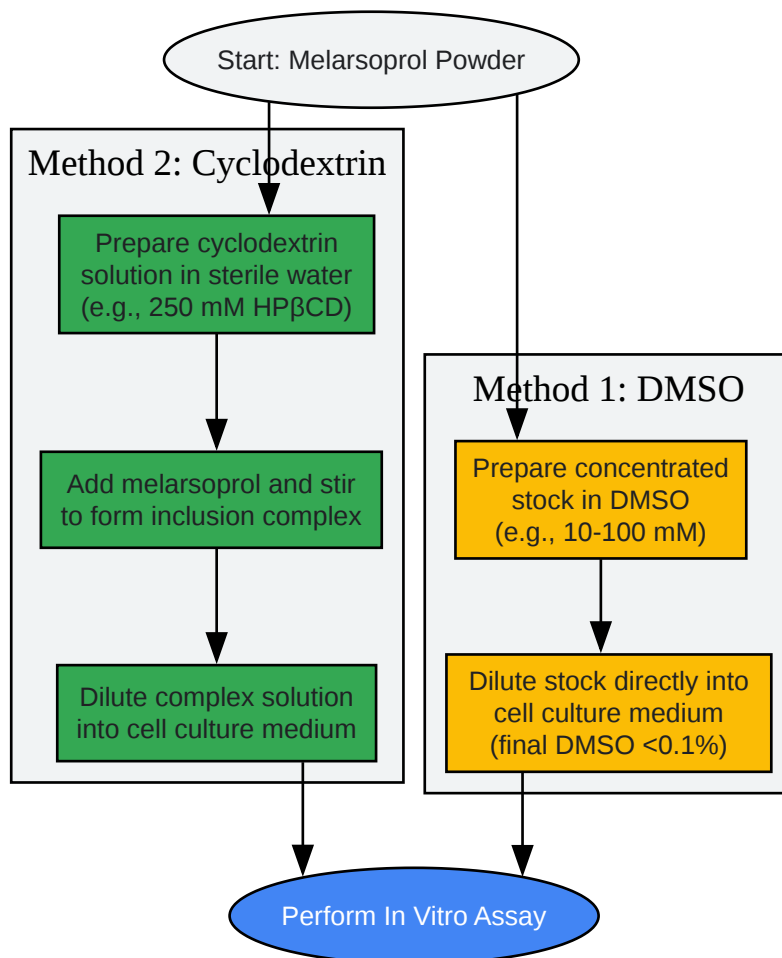 Start: Melarsoprol Powder
Method 2: Cyclodextrin
Prepare cyclodextrin
solution in sterile water
(e.g., 250 mM HPβCD)
Add melarsoprol and stir
to form inclusion complex
Dilute complex solution
into cell culture medium
Method 1: DMSO
Prepare concentrated
stock in DMSO
(e.g., 10-100 mM)
Dilute stock directly into
cell culture medium
(final DMSO <0.1%)
Perform In Vitro Assay